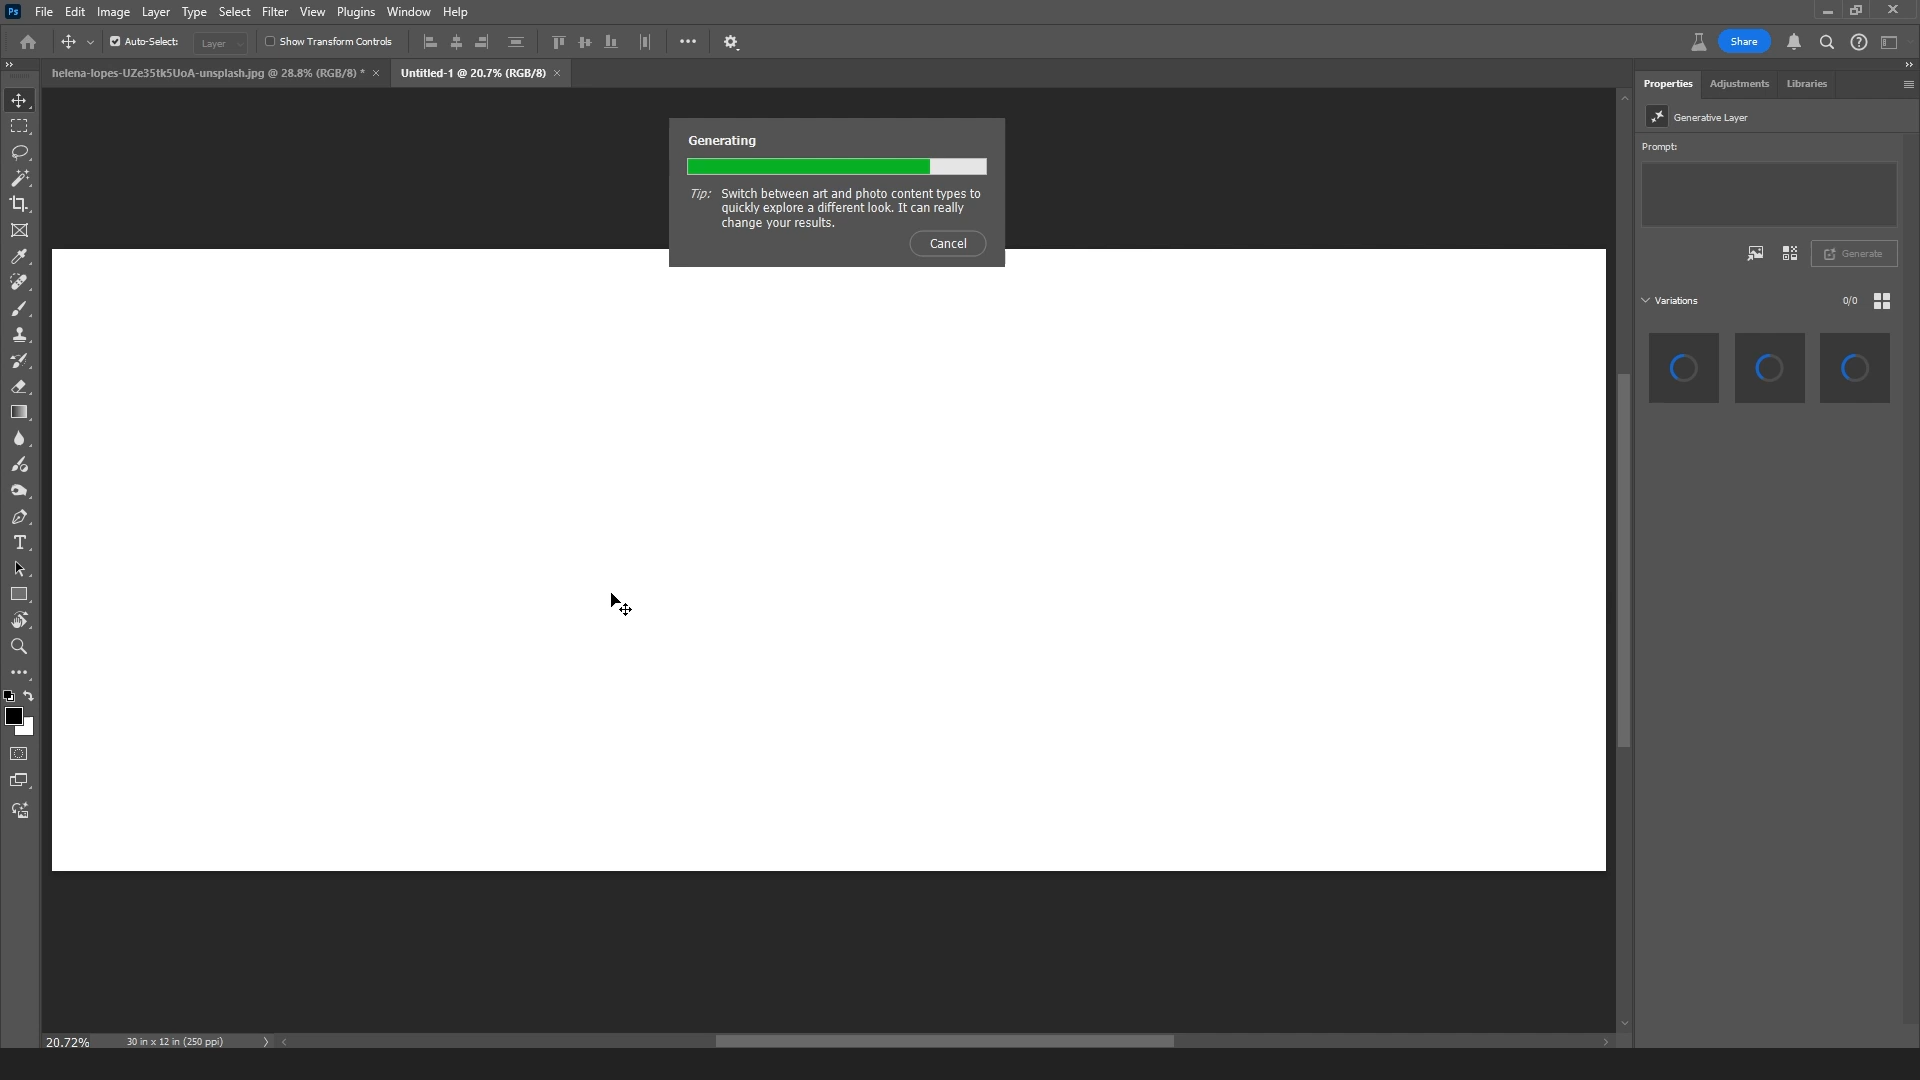 Ps File Edit Image Layer Type Select Filter View Plugins Window Help
Auto-Select: Layer Show Transform Controls Share
helena-lopes-UZe35tk5UoA-unsplash.jpg @ 28.8% (RGB/8) * × Untitled-1 @ 20.7% (RGB/8) ×
Properties Adjustments Libraries
Generative Layer
Prompt:
Generate
Variations 0/0
Generating
Tip: Switch between art and photo content types to
quickly explore a different look. It can really
change your results.
Cancel
20.72% 30 in x 12 in (250 ppi)